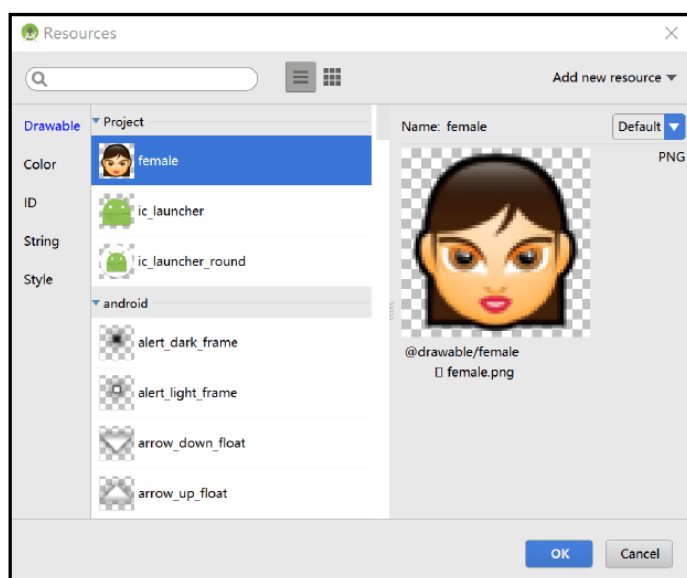 Resources
Add new resource
Drawable
Color
ID
String
Style
Project
female
ic_launcher
ic_launcher_round
android
alert_dark_frame
alert_light_frame
arrow_down_float
arrow_up_float
Name: female
Default
PNG
@drawable/female
female.png
OK
Cancel